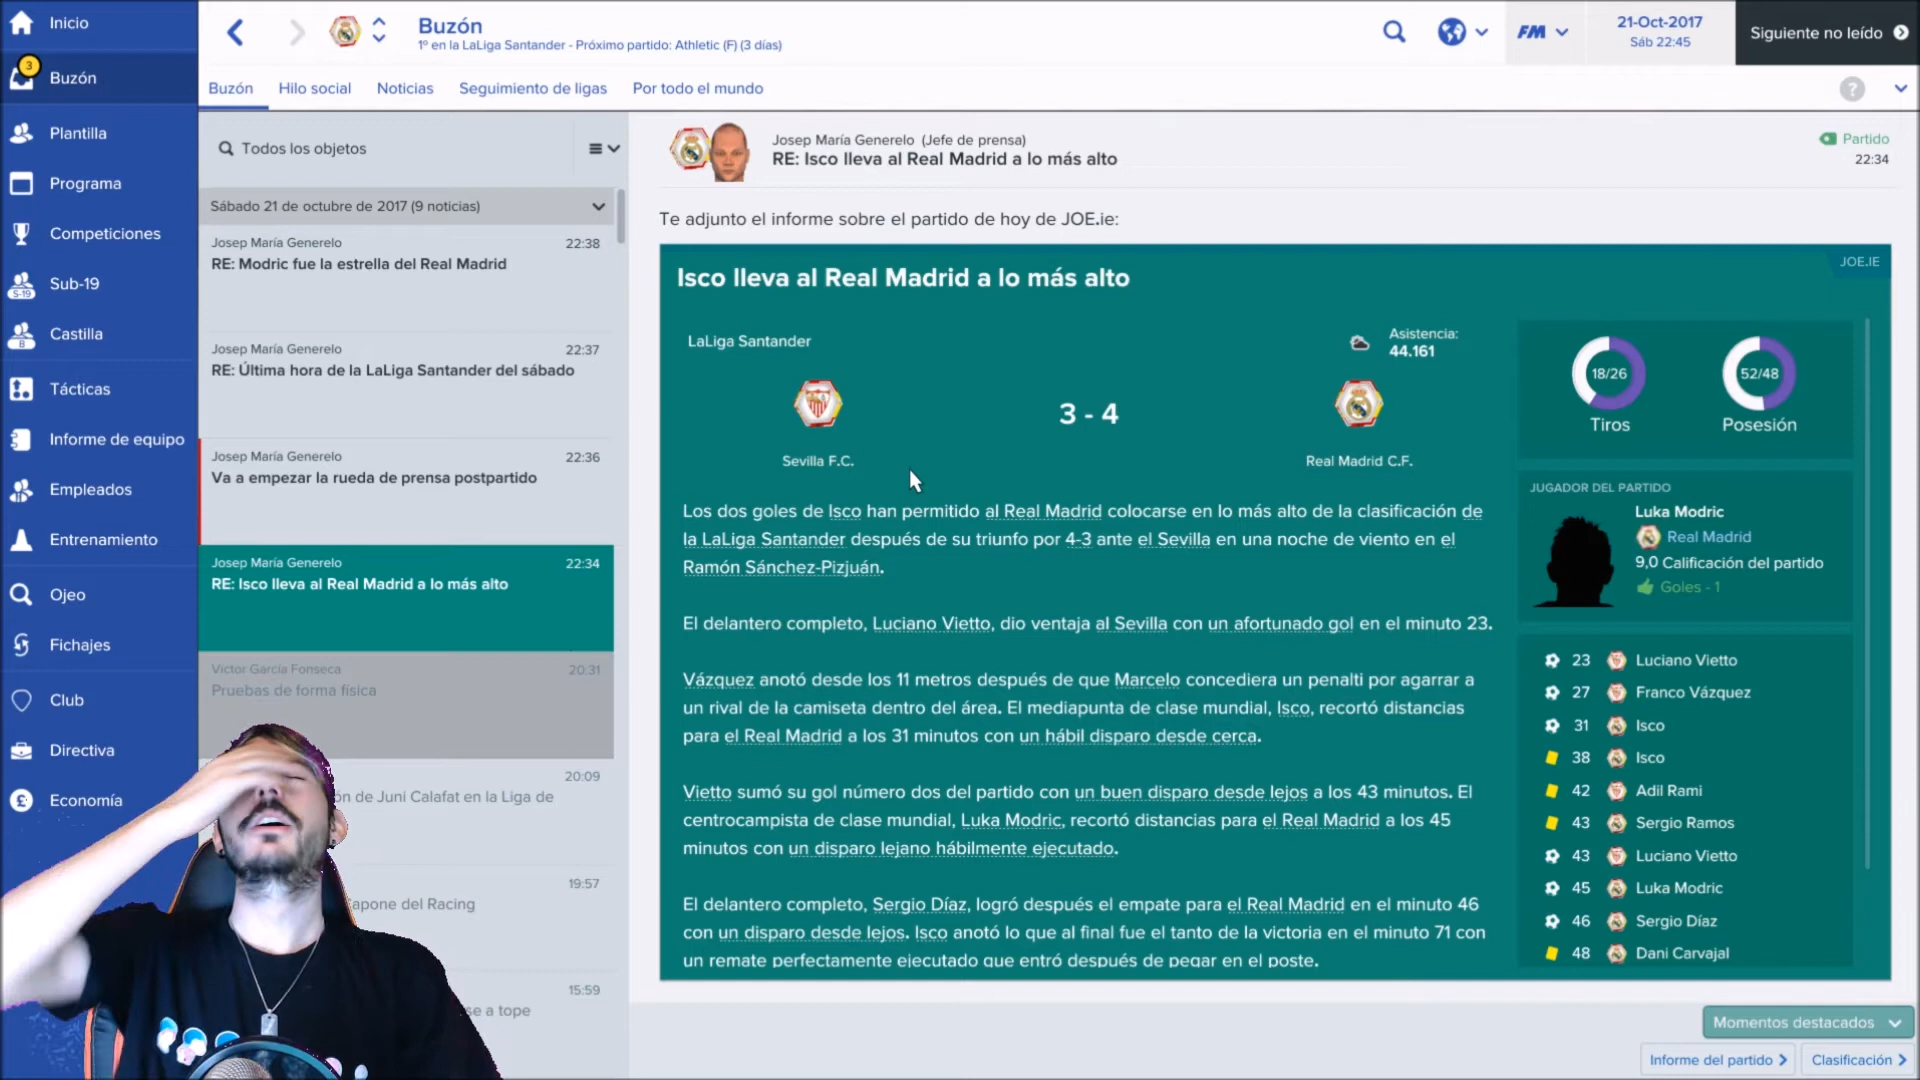 Inicio
3
Buzón
Plantilla
Programa
Competiciones
S-19
Sub-19
B
Castilla
Tácticas
Informe de equipo
Empleados
Entrenamiento
Ojeo
Fichajes
Club
Directiva
Economía
Buzón
1º en la LaLiga Santander - Próximo partido: Athletic (F) (3 días)
FM
21-Oct-2017
Sáb 22:45
Siguiente no leído
Buzón
Hilo social
Noticias
Seguimiento de ligas
Por todo el mundo
?
Todos los objetos
Sábado 21 de octubre de 2017 (9 noticias)
Josep María Generelo 22:38
RE: Modric fue la estrella del Real Madrid
Josep María Generelo 22:37
RE: Última hora de la LaLiga Santander del sábado
Josep María Generelo 22:36
Va a empezar la rueda de prensa postpartido
Josep María Generelo 22:34
RE: Isco lleva al Real Madrid a lo más alto
Víctor García Fonseca 20:31
Pruebas de forma física
20:09
ón de Juni Calafat en la Liga de
19:57
apone del Racing
15:59
se a tope
Josep María Generelo (Jefe de prensa)
RE: Isco lleva al Real Madrid a lo más alto
Partido
22:34
Te adjunto el informe sobre el partido de hoy de JOE.ie:
JOE.IE
Isco lleva al Real Madrid a lo más alto
LaLiga Santander
Asistencia:
44.161
3 - 4
Sevilla F.C.
Real Madrid C.F.
Los dos goles de Isco han permitido al Real Madrid colocarse en lo más alto de la clasificación de
la LaLiga Santander después de su triunfo por 4-3 ante el Sevilla en una noche de viento en el
Ramón Sánchez-Pizjuán.
El delantero completo, Luciano Vietto, dio ventaja al Sevilla con un afortunado gol en el minuto 23.
Vázquez anotó desde los 11 metros después de que Marcelo concediera un penalti por agarrar a
un rival de la camiseta dentro del área. El mediapunta de clase mundial, Isco, recortó distancias
para el Real Madrid a los 31 minutos con un hábil disparo desde cerca.
Vietto sumó su gol número dos del partido con un buen disparo desde lejos a los 43 minutos. El
centrocampista de clase mundial, Luka Modric, recortó distancias para el Real Madrid a los 45
minutos con un disparo lejano hábilmente ejecutado.
El delantero completo, Sergio Díaz, logró después el empate para el Real Madrid en el minuto 46
con un disparo desde lejos. Isco anotó lo que al final fue el tanto de la victoria en el minuto 71 con
un remate perfectamente ejecutado que entró después de pegar en el poste.
18/26
Tiros
52/48
Posesión
JUGADOR DEL PARTIDO
Luka Modric
Real Madrid
9,0 Calificación del partido
Goles - 1
23 Luciano Vietto
27 Franco Vázquez
31 Isco
38 Isco
42 Adil Rami
43 Sergio Ramos
43 Luciano Vietto
45 Luka Modric
46 Sergio Díaz
48 Dani Carvajal
Momentos destacados
Informe del partido
Clasificación